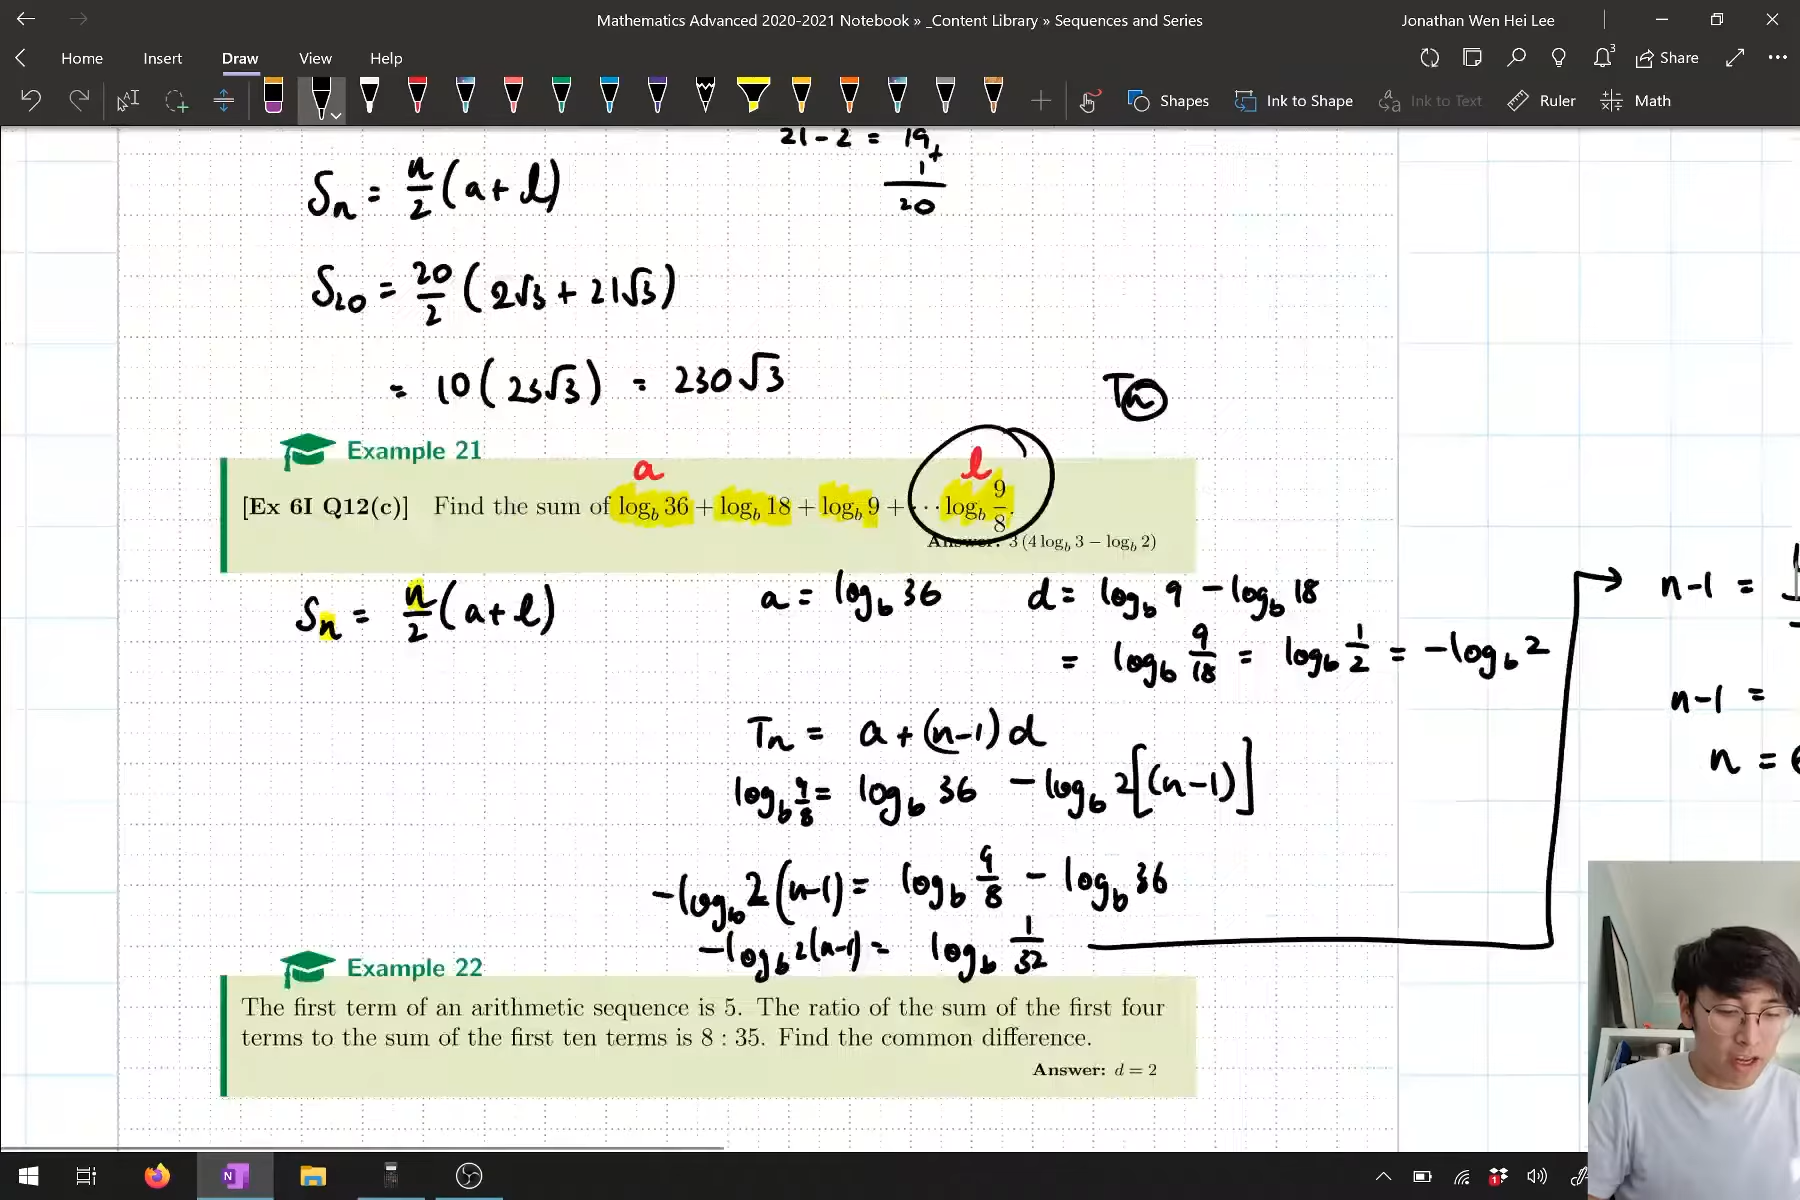 Mathematics Advanced 2020-2021 Notebook » _Content Library » Sequences and Series
Jonathan Wen Hei Lee
Home Insert Draw View Help
3 Share
Shapes Ink to Shape Ink to Text Ruler Math
21 - 2 = 19 +
1
20
Sn = n/2 (a + l)
S20 = 20/2 (2√3 + 21√3)
= 10 (23√3) = 230√3
Tn
Example 21
a l
[Ex 6I Q12(c)] Find the sum of log_b 36 + log_b 18 + log_b 9 + ··· log_b 9/8.
Answer: 3 (4 log_b 3 − log_b 2)
Sn = n/2 (a + l)
a = log_b 36
d = log_b 9 - log_b 18
= log_b 9/18 = log_b 1/2 = -log_b 2
n-1 =
n-1 =
n =
Tn = a + (n-1) d
log_b 9/8 = log_b 36 - log_b 2 [(n-1)]
-log_b 2 (n-1) = log_b 9/8 - log_b 36
-log_b 2 (n-1) = log_b 1/32
Example 22
The first term of an arithmetic sequence is 5. The ratio of the sum of the first four
terms to the sum of the first ten terms is 8 : 35. Find the common difference.
Answer: d = 2